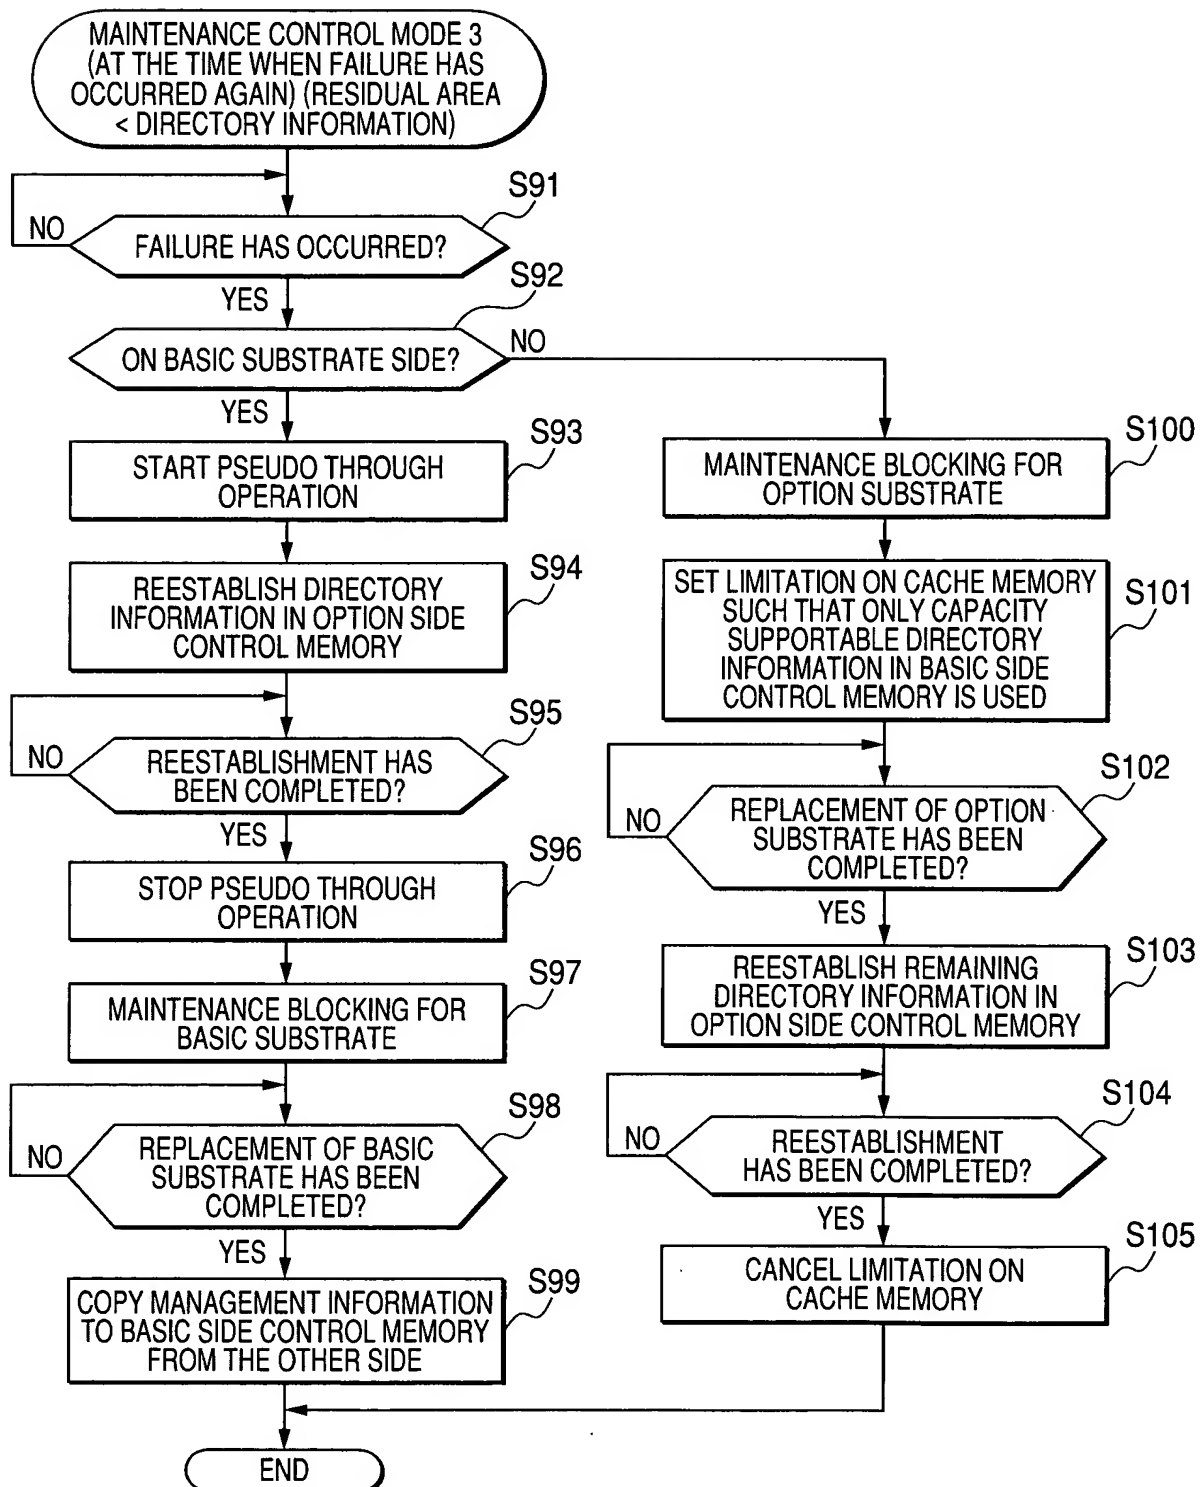 MAINTENANCE CONTROL MODE 3
(AT THE TIME WHEN FAILURE HAS
OCCURRED AGAIN) (RESIDUAL AREA
< DIRECTORY INFORMATION)
S91
NO
FAILURE HAS OCCURRED?
YES
S92
ON BASIC SUBSTRATE SIDE?
NO
YES
S93
START PSEUDO THROUGH
OPERATION
S94
REESTABLISH DIRECTORY
INFORMATION IN OPTION SIDE
CONTROL MEMORY
S95
NO
REESTABLISHMENT HAS
BEEN COMPLETED?
YES
S96
STOP PSEUDO THROUGH
OPERATION
S97
MAINTENANCE BLOCKING FOR
BASIC SUBSTRATE
S98
NO
REPLACEMENT OF BASIC
SUBSTRATE HAS BEEN
COMPLETED?
YES
S99
COPY MANAGEMENT INFORMATION
TO BASIC SIDE CONTROL MEMORY
FROM THE OTHER SIDE
S100
MAINTENANCE BLOCKING FOR
OPTION SUBSTRATE
S101
SET LIMITATION ON CACHE MEMORY
SUCH THAT ONLY CAPACITY
SUPPORTABLE DIRECTORY
INFORMATION IN BASIC SIDE
CONTROL MEMORY IS USED
S102
NO
REPLACEMENT OF OPTION
SUBSTRATE HAS BEEN
COMPLETED?
YES
S103
REESTABLISH REMAINING
DIRECTORY INFORMATION IN
OPTION SIDE CONTROL MEMORY
S104
NO
REESTABLISHMENT
HAS BEEN COMPLETED?
YES
S105
CANCEL LIMITATION ON
CACHE MEMORY
END